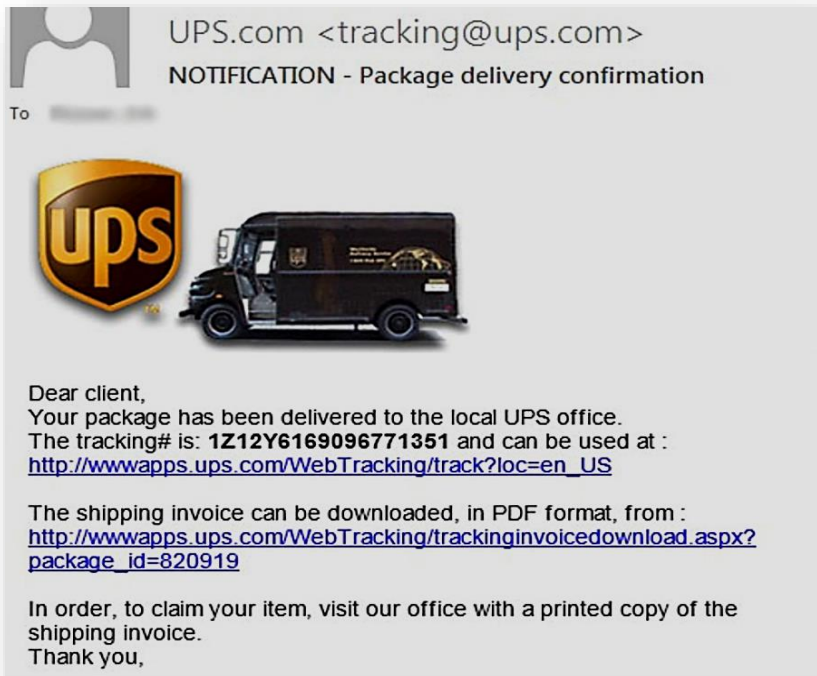 UPS.com <tracking@ups.com>
NOTIFICATION - Package delivery confirmation
To
ups
TM
Dear client,
Your package has been delivered to the local UPS office.
The tracking# is: 1Z12Y6169096771351 and can be used at :
http://wwwapps.ups.com/WebTracking/track?loc=en_US
The shipping invoice can be downloaded, in PDF format, from :
http://wwwapps.ups.com/WebTracking/trackinginvoicedownload.aspx?
package_id=820919
In order, to claim your item, visit our office with a printed copy of the
shipping invoice.
Thank you,